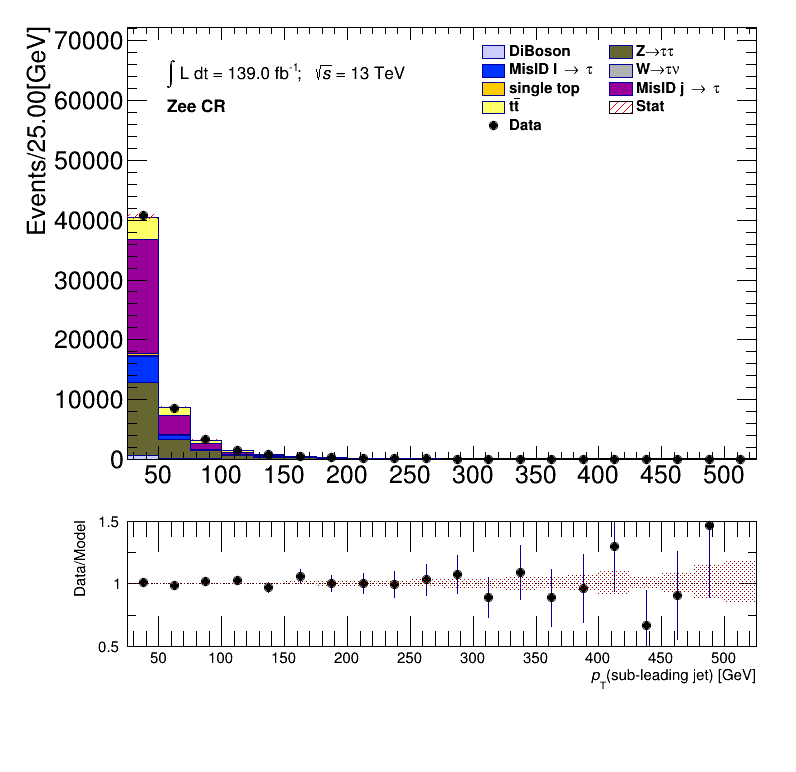 Events/25.00[GeV]
70000
60000
50000
40000
30000
20000
10000
0
∫ L dt = 139.0 fb⁻¹; √s = 13 TeV
Zee CR
DiBoson
MisID l → τ
single top
tt̄
Data
Z→ττ
W→τν
MisID j → τ
Stat
50 100 150 200 250 300 350 400 450 500
Data/Model
1.5
1
0.5
50 100 150 200 250 300 350 400 450 500
p_T(sub-leading jet) [GeV]